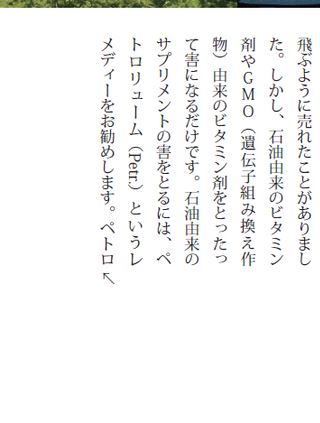 飛ぶように売れたことがありまし
た。しかし、石油由来のビタミン
剤やGMO（遺伝子組み換え作
物）由来のビタミン剤をとったっ
て害になるだけです。石油由来の
サプリメントの害をとるには、ペ
トロリューム（Petr.）というレ
メディーをお勧めします。ペトロ↖